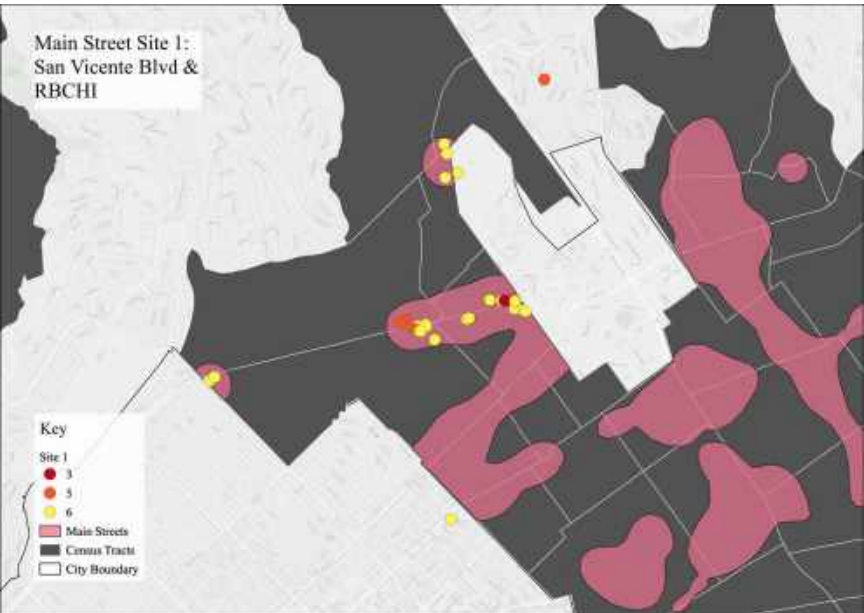 Main Street Site 1:
San Vicente Blvd &
RBCHI
Key
Site 1
3
5
6
Main Streets
Census Tracts
City Boundary